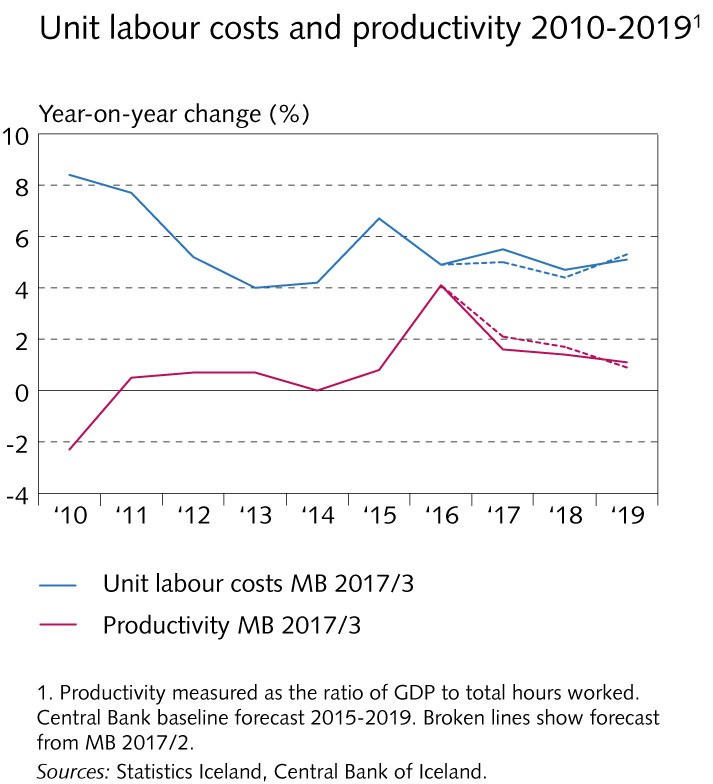 Unit labour costs and productivity 2010-2019¹
Year-on-year change (%)
10
8
6
4
2
0
-2
-4
‘10 ‘11 ‘12 ‘13 ‘14 ‘15 ‘16 ‘17 ‘18 ‘19
Unit labour costs MB 2017/3
Productivity MB 2017/3
1. Productivity measured as the ratio of GDP to total hours worked.
Central Bank baseline forecast 2015-2019. Broken lines show forecast
from MB 2017/2.
Sources: Statistics Iceland, Central Bank of Iceland.